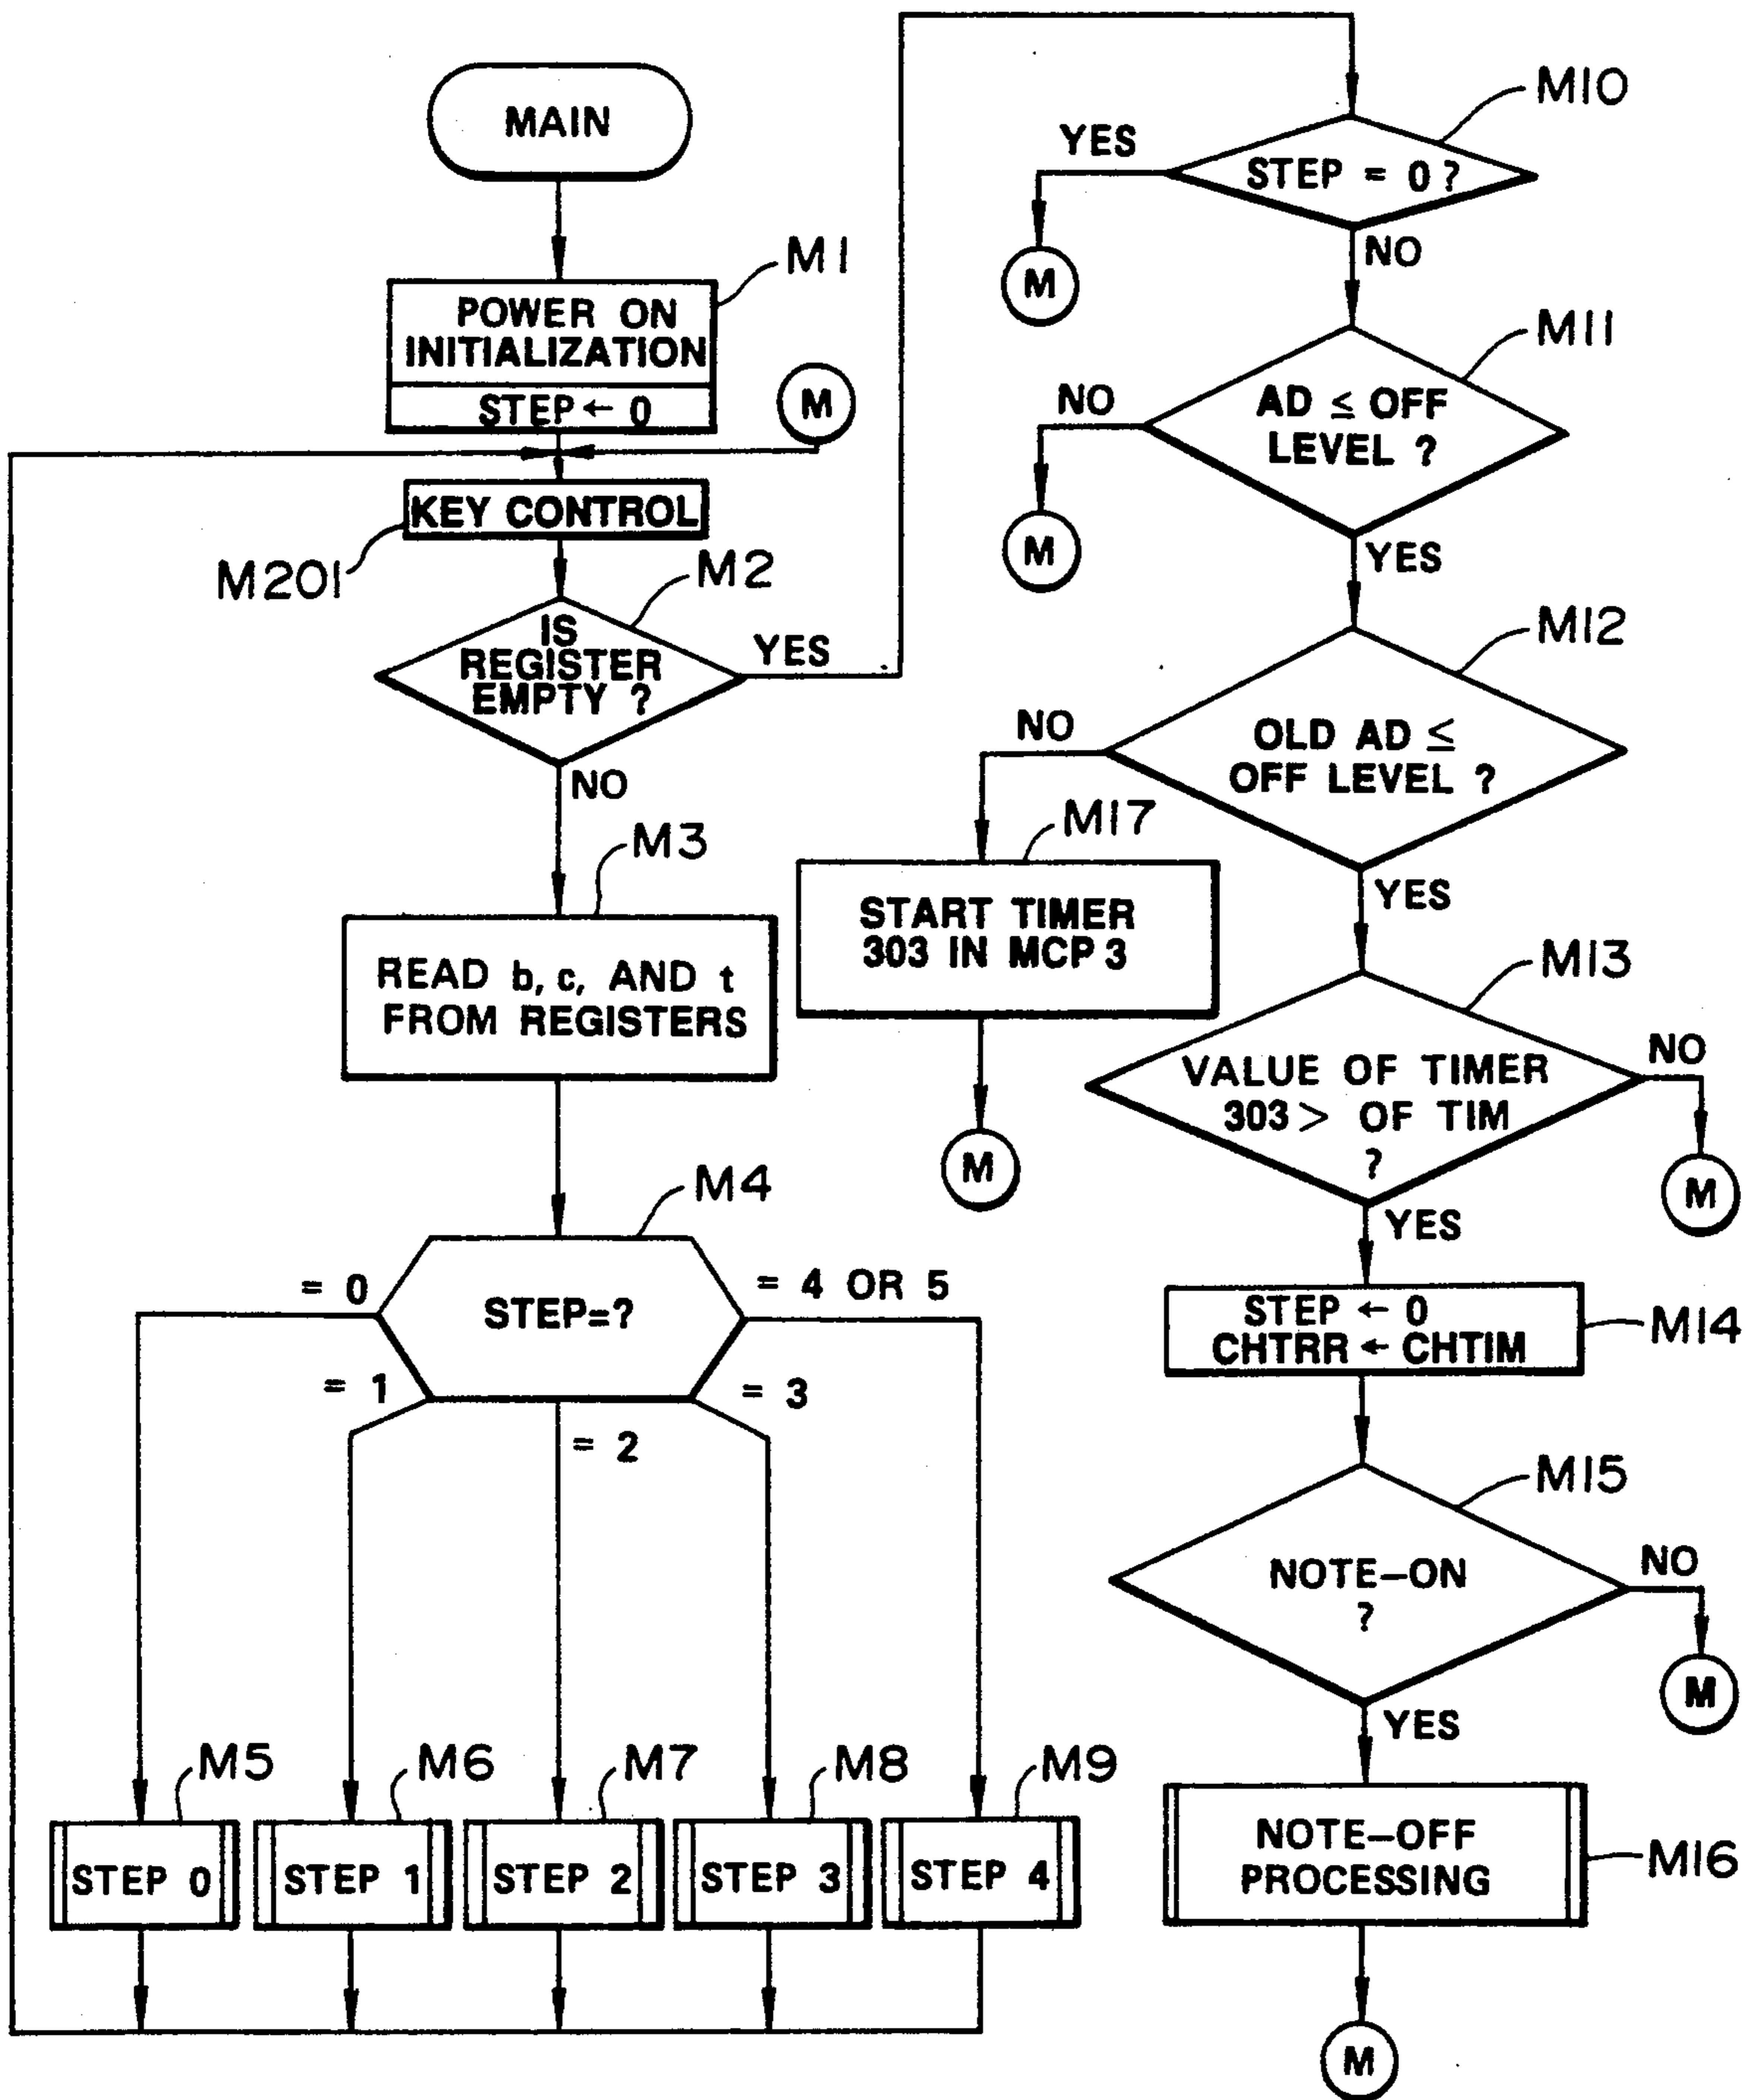 MAIN
M1
POWER ON
INITIALIZATION
STEP ← 0
M
KEY CONTROL
M201
M2
IS
REGISTER
EMPTY ?
YES
NO
M3
READ b, c, AND t
FROM REGISTERS
M4
STEP=?
= 0
= 1
= 2
= 3
= 4 OR 5
M5
STEP 0
M6
STEP 1
M7
STEP 2
M8
STEP 3
M9
STEP 4
M10
STEP = 0 ?
YES
M
NO
M11
AD ≤ OFF
LEVEL ?
NO
M
YES
M12
OLD AD ≤
OFF LEVEL ?
NO
M17
START TIMER
303 IN MCP 3
M
YES
M13
VALUE OF TIMER
303 > OF TIM
?
NO
M
YES
M14
STEP ← 0
CHTRR ← CHTIM
M15
NOTE-ON
?
NO
M
YES
M16
NOTE-OFF
PROCESSING
M